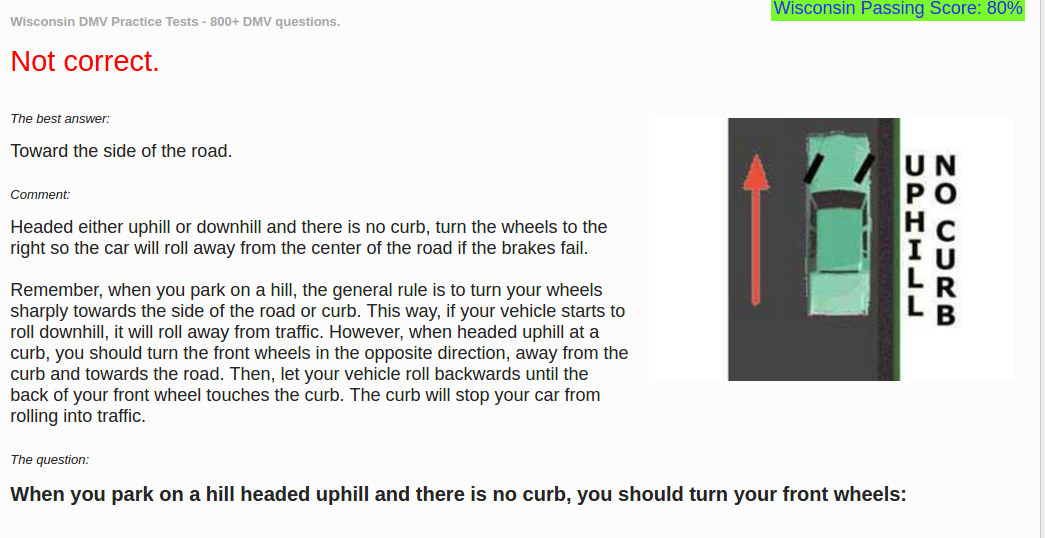 Wisconsin DMV Practice Tests - 800+ DMV questions.
Wisconsin Passing Score: 80%
Not correct.
The best answer:
Toward the side of the road.
Comment:
Headed either uphill or downhill and there is no curb, turn the wheels to the
right so the car will roll away from the center of the road if the brakes fail.
Remember, when you park on a hill, the general rule is to turn your wheels
sharply towards the side of the road or curb. This way, if your vehicle starts to
roll downhill, it will roll away from traffic. However, when headed uphill at a
curb, you should turn the front wheels in the opposite direction, away from the
curb and towards the road. Then, let your vehicle roll backwards until the
back of your front wheel touches the curb. The curb will stop your car from
rolling into traffic.
UPHILL
NO CURB
The question:
When you park on a hill headed uphill and there is no curb, you should turn your front wheels: